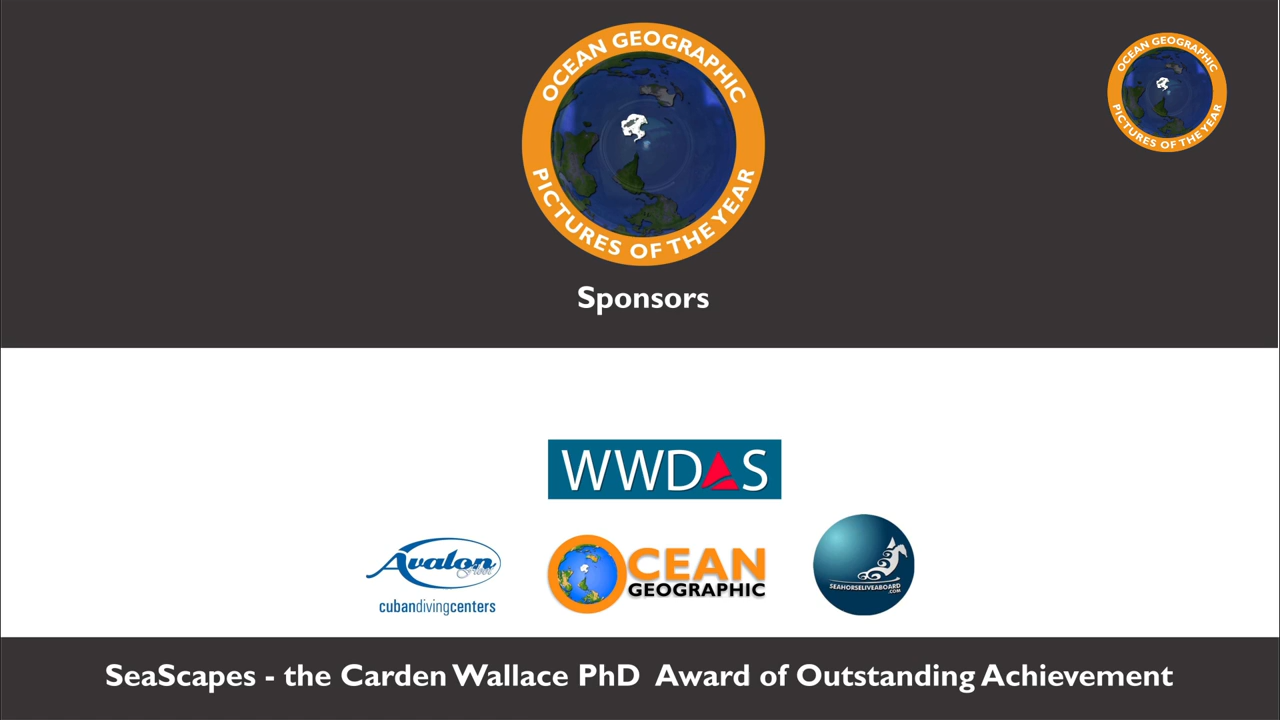 OCEAN GEOGRAPHIC
PICTURES OF THE YEAR
OCEAN GEOGRAPHIC
PICTURES OF THE YEAR
Sponsors
WWDAS
Avalon
cubandivingcenters
OCEAN
GEOGRAPHIC
SEAHORSELIVEABOARD
.COM
SeaScapes - the Carden Wallace PhD Award of Outstanding Achievement